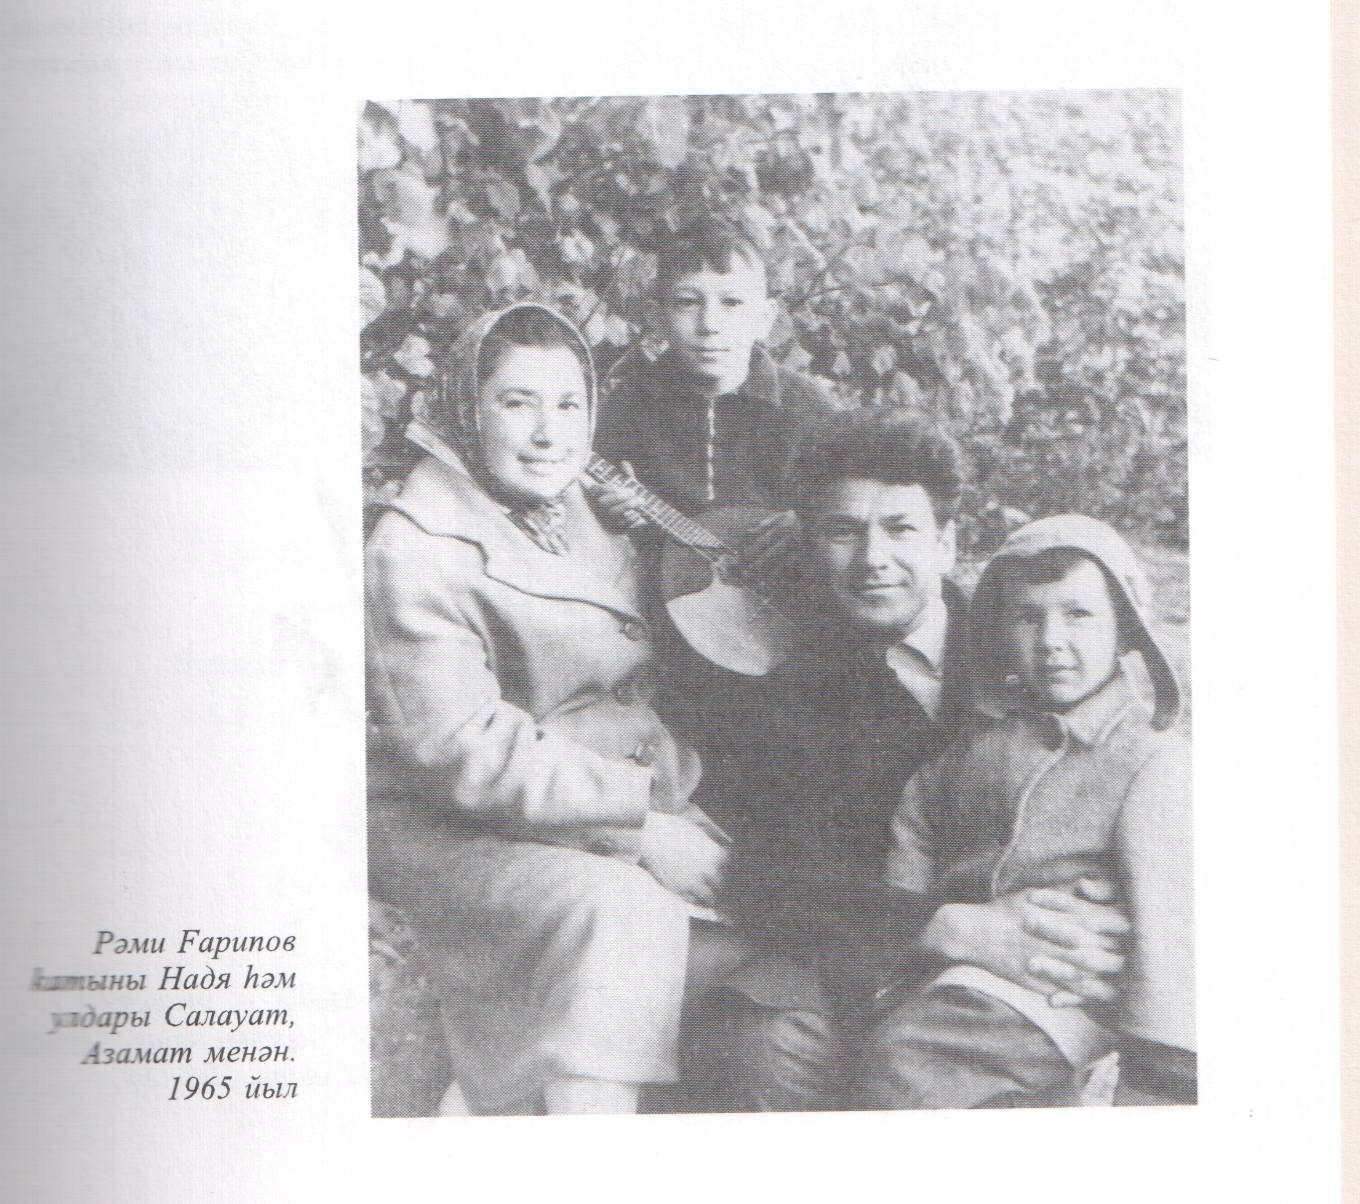 Рәми Ғарипов
ҡатыны Надя һәм
улдары Салауат,
Азамат менән.
1965 йыл